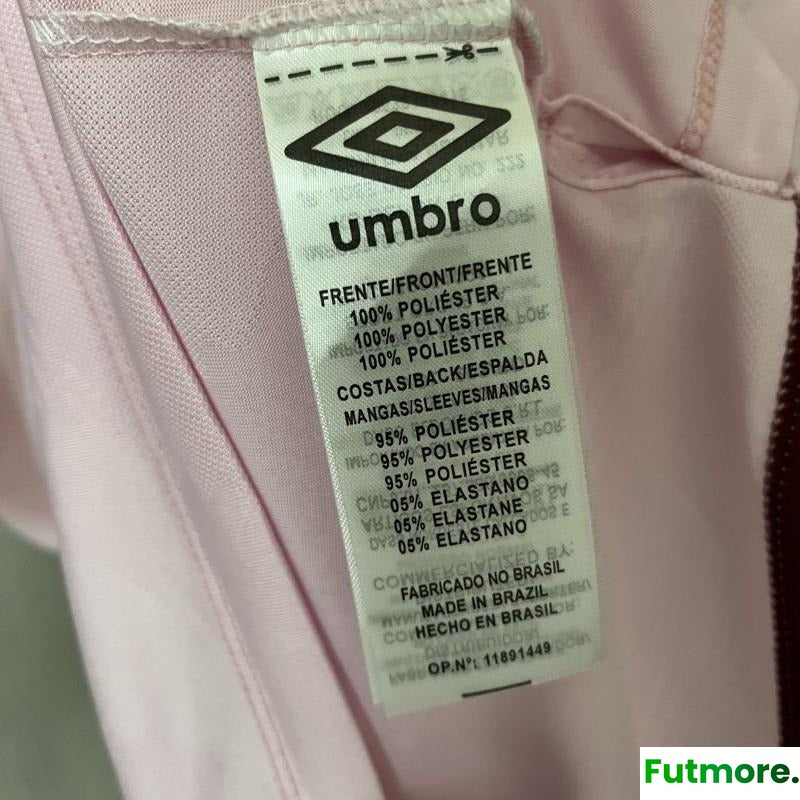 umbro
FRENTE/FRONT/FRENTE
100% POLIÉSTER
100% POLYESTER
100% POLIÉSTER
COSTAS/BACK/ESPALDA
MANGAS/SLEEVES/MANGAS
95% POLIÉSTER
95% POLYESTER
95% POLIÉSTER
05% ELASTANO
05% ELASTANE
05% ELASTANO
FABRICADO NO BRASIL
MADE IN BRAZIL
HECHO EN BRASIL
OP.Nº: 11891449
Futmore.